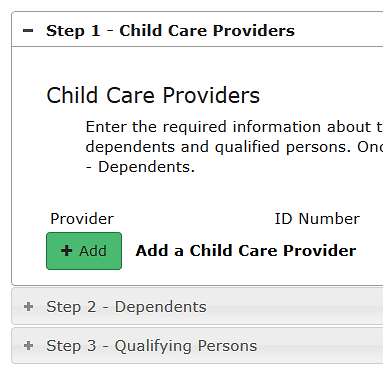 Step 1 - Child Care Providers
Child Care Providers
Enter the required information about
dependents and qualified persons.
- Dependents.
Provider ID Number
+ Add Add a Child Care Provider
Step 2 - Dependents
Step 3 - Qualifying Persons